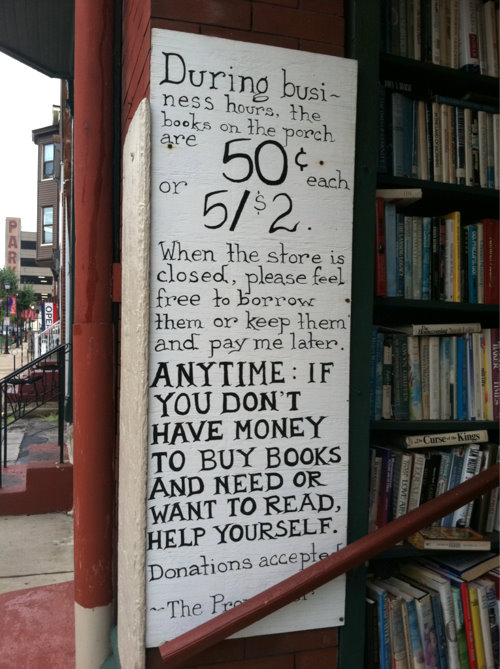 During busi~
ness hours, the
books on the porch
are 50¢ each
or 5/$2.
When the store is
closed, please feel
free to borrow
them or keep them
and pay me later.
ANYTIME: IF
YOU DON'T
HAVE MONEY
TO BUY BOOKS
AND NEED OR
WANT TO READ,
HELP YOURSELF.
Donations accepted
~The
PAR
OPEN
The Curse of the Kings